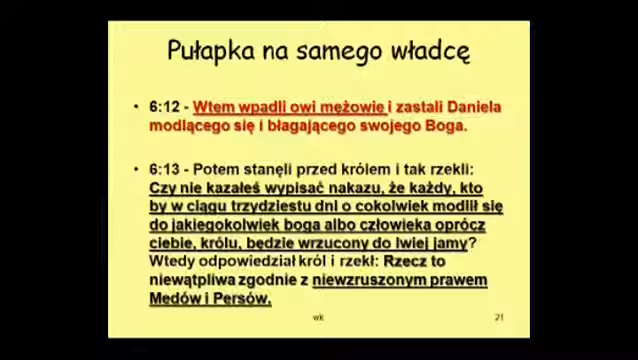 Pułapka na samego władcę
• 6:12 - Wtem wpadli owi mężowie i zastali Daniela
modlącego się i błagającego swojego Boga.
• 6:13 - Potem stanęli przed królem i tak rzekli:
Czy nie kazałeś wypisać nakazu, że każdy, kto
by w ciągu trzydziestu dni o cokolwiek modlił się
do jakiegokolwiek boga albo człowieka oprócz
ciebie, królu, będzie wrzucony do lwiej jamy?
Wtedy odpowiedział król i rzekł: Rzecz to
niewątpliwa zgodnie z niewzruszonym prawem
Medów i Persów.
wk
21